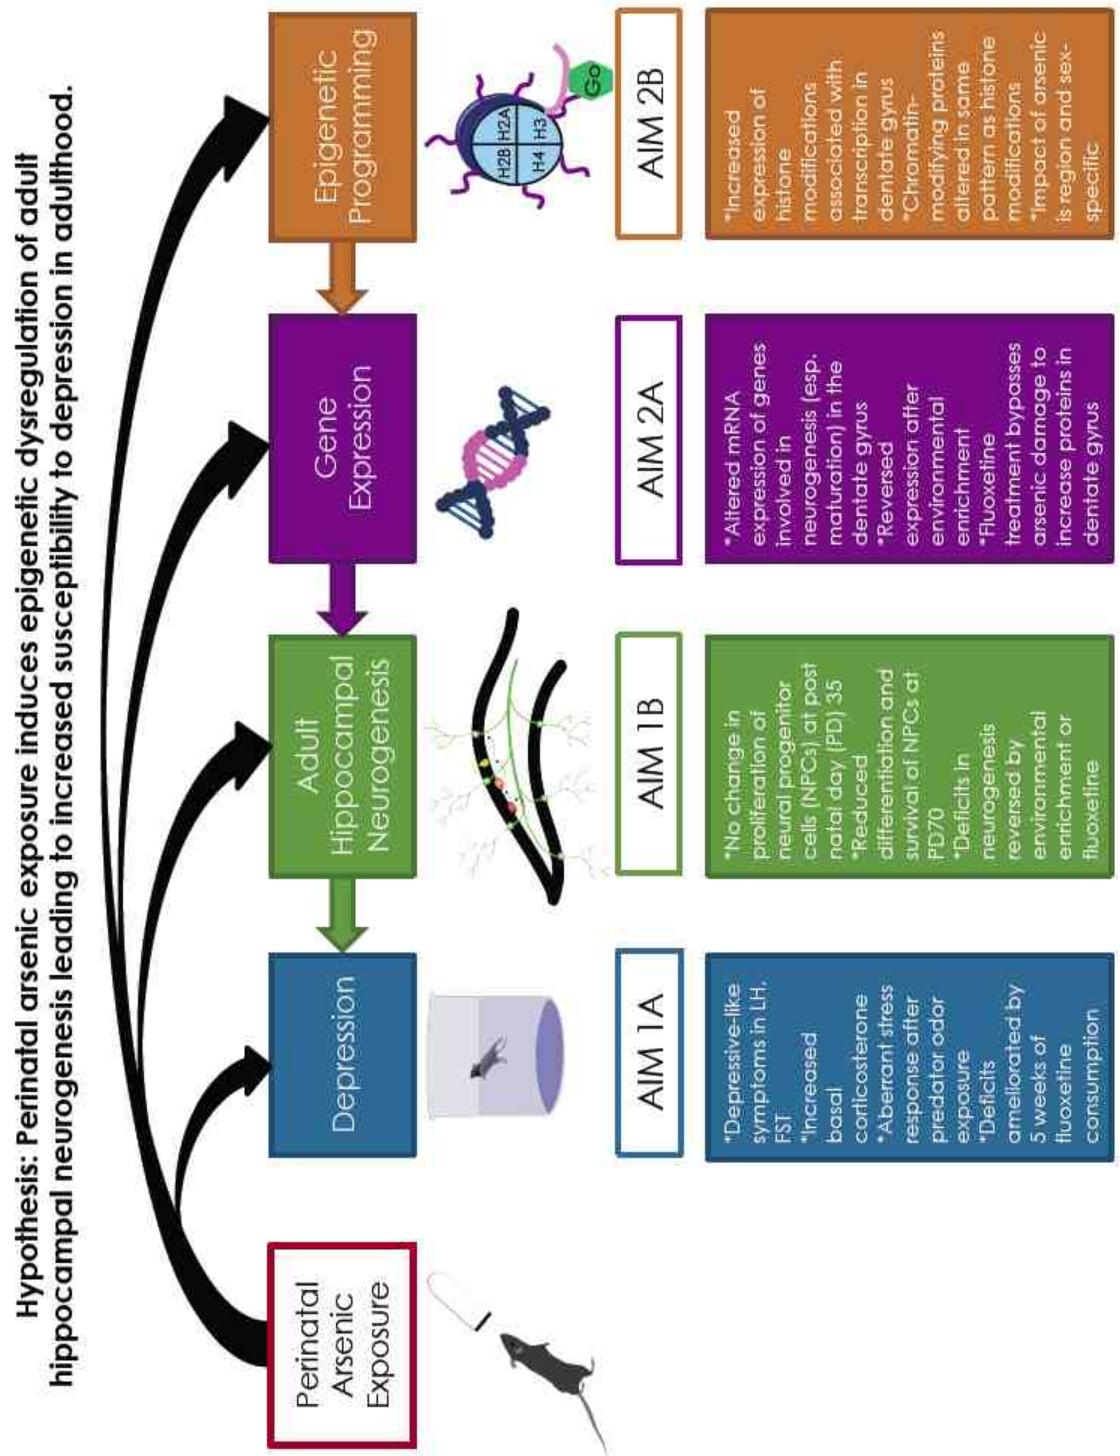 Hypothesis: Perinatal arsenic exposure induces epigenetic dysregulation of adult
hippocampal neurogenesis leading to increased susceptibility to depression in adulthood.
Perinatal
Arsenic
Exposure
Depression
Adult
Hippocampal
Neurogenesis
Gene
Expression
Epigenetic
Programming
H2B
H2A
H4
H3
Go
AIM 1A
AIM 1B
AIM 2A
AIM 2B
*Depressive-like
symptoms in LH,
FST
*Increased
basal
corticosterone
*Aberrant stress
response after
predator odor
exposure
*Deficits
ameliorated by
5 weeks of
fluoxetine
consumption
*No change in
proliferation of
neural progenitor
cells (NPCs) at post
natal day (PD) 35
*Reduced
differentiation and
survival of NPCs at
PD70
*Deficits in
neurogenesis
reversed by
environmental
enrichment or
fluoxetine
*Altered mRNA
expression of genes
involved in
neurogenesis (esp.
maturation) in the
dentate gyrus
*Reversed
expression after
environmental
enrichment
*Fluoxetine
treatment bypasses
arsenic damage to
increase proteins in
dentate gyrus
*Increased
expression of
histone
modifications
associated with
transcription in
dentate gyrus
*Chromatin-
modifying proteins
altered in same
pattern as histone
modifications
*Impact of arsenic
is region and sex-
specific